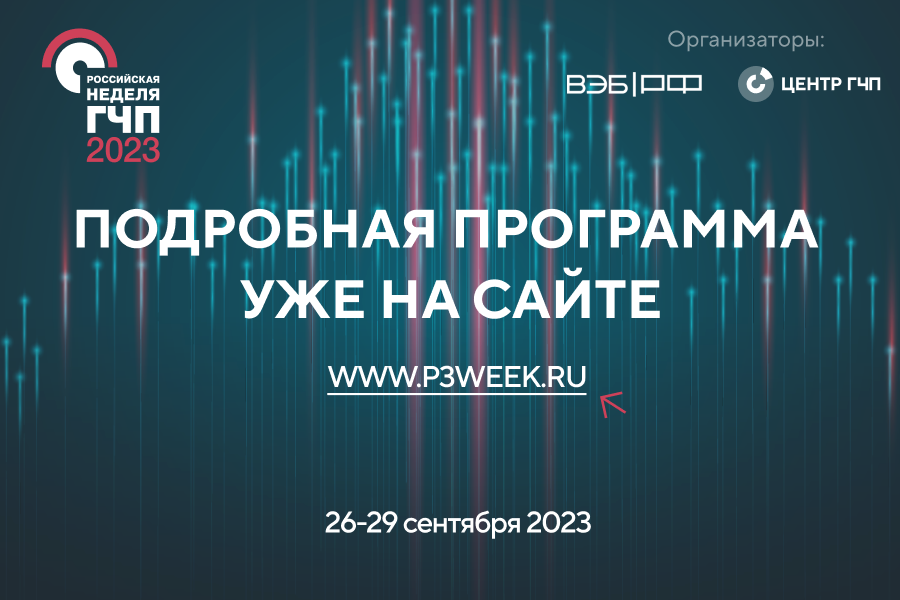 РОССИЙСКАЯ
НЕДЕЛЯ
ГЧП
2023
Организаторы:
ВЭБ|РФ
ЦЕНТР ГЧП
ПОДРОБНАЯ ПРОГРАММА
УЖЕ НА САЙТЕ
WWW.P3WEEK.RU
26-29 сентября 2023